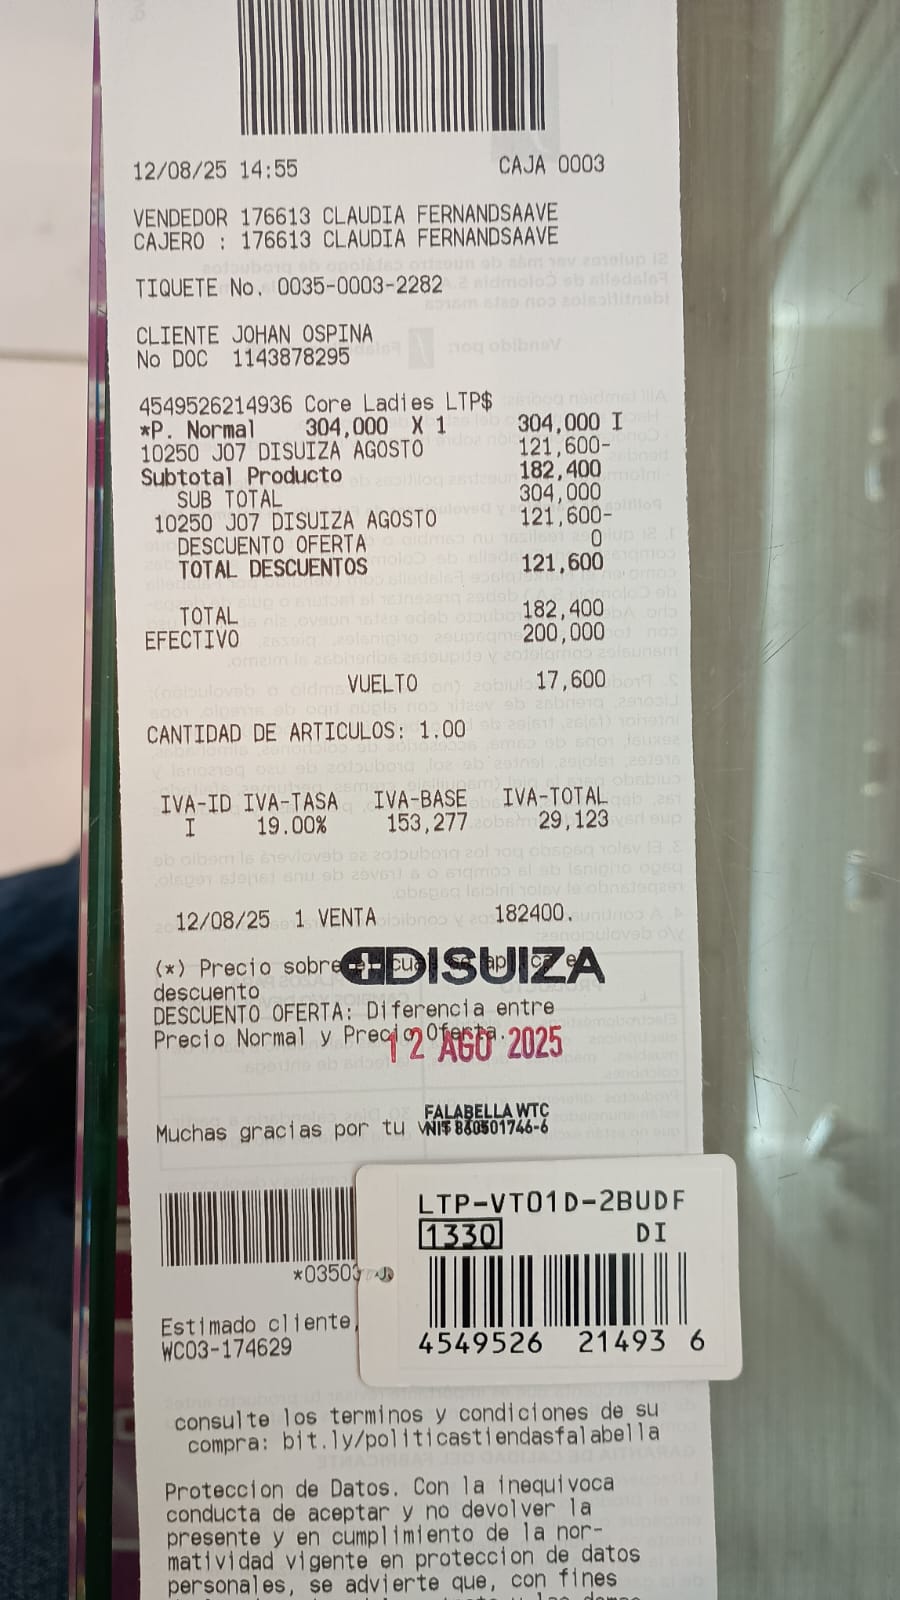 12/08/25 14:55 CAJA 0003
VENDEDOR 176613 CLAUDIA FERNANDSAAVE
CAJERO : 176613 CLAUDIA FERNANDSAAVE
TIQUETE No. 0035-0003-2282
CLIENTE JOHAN OSPINA
No DOC 1143878295
4549526214936 Core Ladies LTP$
*P. Normal 304,000 X 1 304,000 I
10250 J07 DISUIZA AGOSTO 121,600-
Subtotal Producto 182,400
SUB TOTAL 304,000
10250 J07 DISUIZA AGOSTO 121,600-
DESCUENTO OFERTA 0
TOTAL DESCUENTOS 121,600
TOTAL 182,400
EFECTIVO 200,000
VUELTO 17,600
CANTIDAD DE ARTICULOS: 1.00
IVA-ID IVA-TASA IVA-BASE IVA-TOTAL
I 19.00% 153,277 29,123
12/08/25 1 VENTA 182400.
DISUIZA
(*) Precio sobre el cual se aplica e
descuento
DESCUENTO OFERTA: Diferencia entre
Precio Normal y Precio Oferta.
12 AGO 2025
FALABELLA WTC
Muchas gracias por tu
NIT 860501746-6
LTP-VT01D-2BUDF
1330 DI
*03503
4549526 21493 6
Estimado cliente,
WC03-174629
consulte los terminos y condiciones de su
compra: bit.ly/politicastiendasfalabella
Proteccion de Datos. Con la inequivoca
conducta de aceptar y no devolver la
presente y en cumplimiento de la nor-
matividad vigente en proteccion de datos
personales, se advierte que, con fines